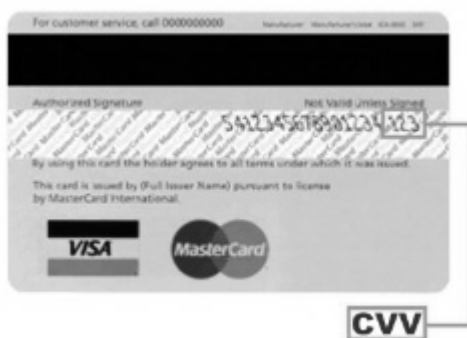 For customer service, call 0000000000
Authorized Signature Not Valid Unless Signed
5412345678901234 123
By using this card the holder agrees to all terms under which it was issued.
This card is issued by (Full Issuer Name) pursuant to license
by MasterCard International.
VISA MasterCard
CVV